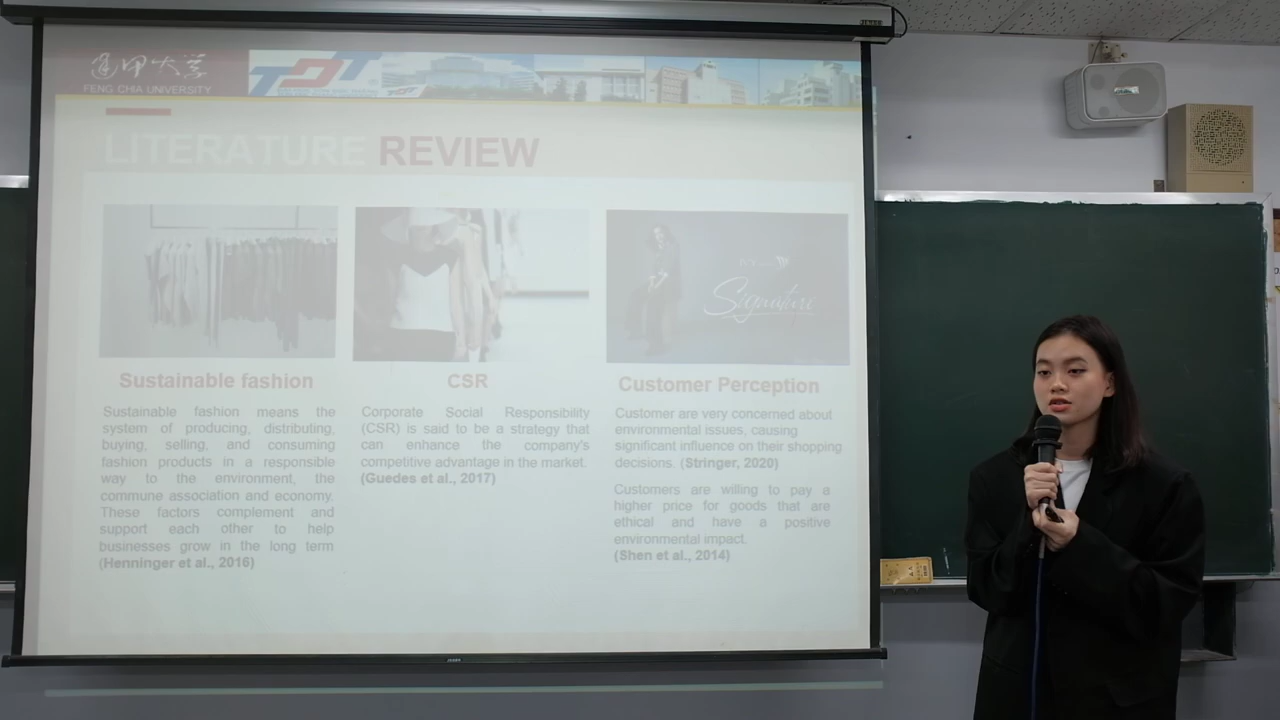 逢甲大學
FENG CHIA UNIVERSITY
TDT
LITERATURE REVIEW
Signature
Sustainable fashion
Sustainable fashion means the
system of producing, distributing,
buying, selling, and consuming
fashion products in a responsible
way to the environment, the
commune association and economy.
These factors complement and
support each other to help
businesses grow in the long term
(Henninger et al., 2016)
CSR
Corporate Social Responsibility
(CSR) is said to be a strategy that
can enhance the company's
competitive advantage in the market.
(Guedes et al., 2017)
Customer Perception
Customer are very concerned about
environmental issues, causing
significant influence on their shopping
decisions. (Stringer, 2020)
Customers are willing to pay a
higher price for goods that are
ethical and have a positive
environmental impact.
(Shen et al., 2014)